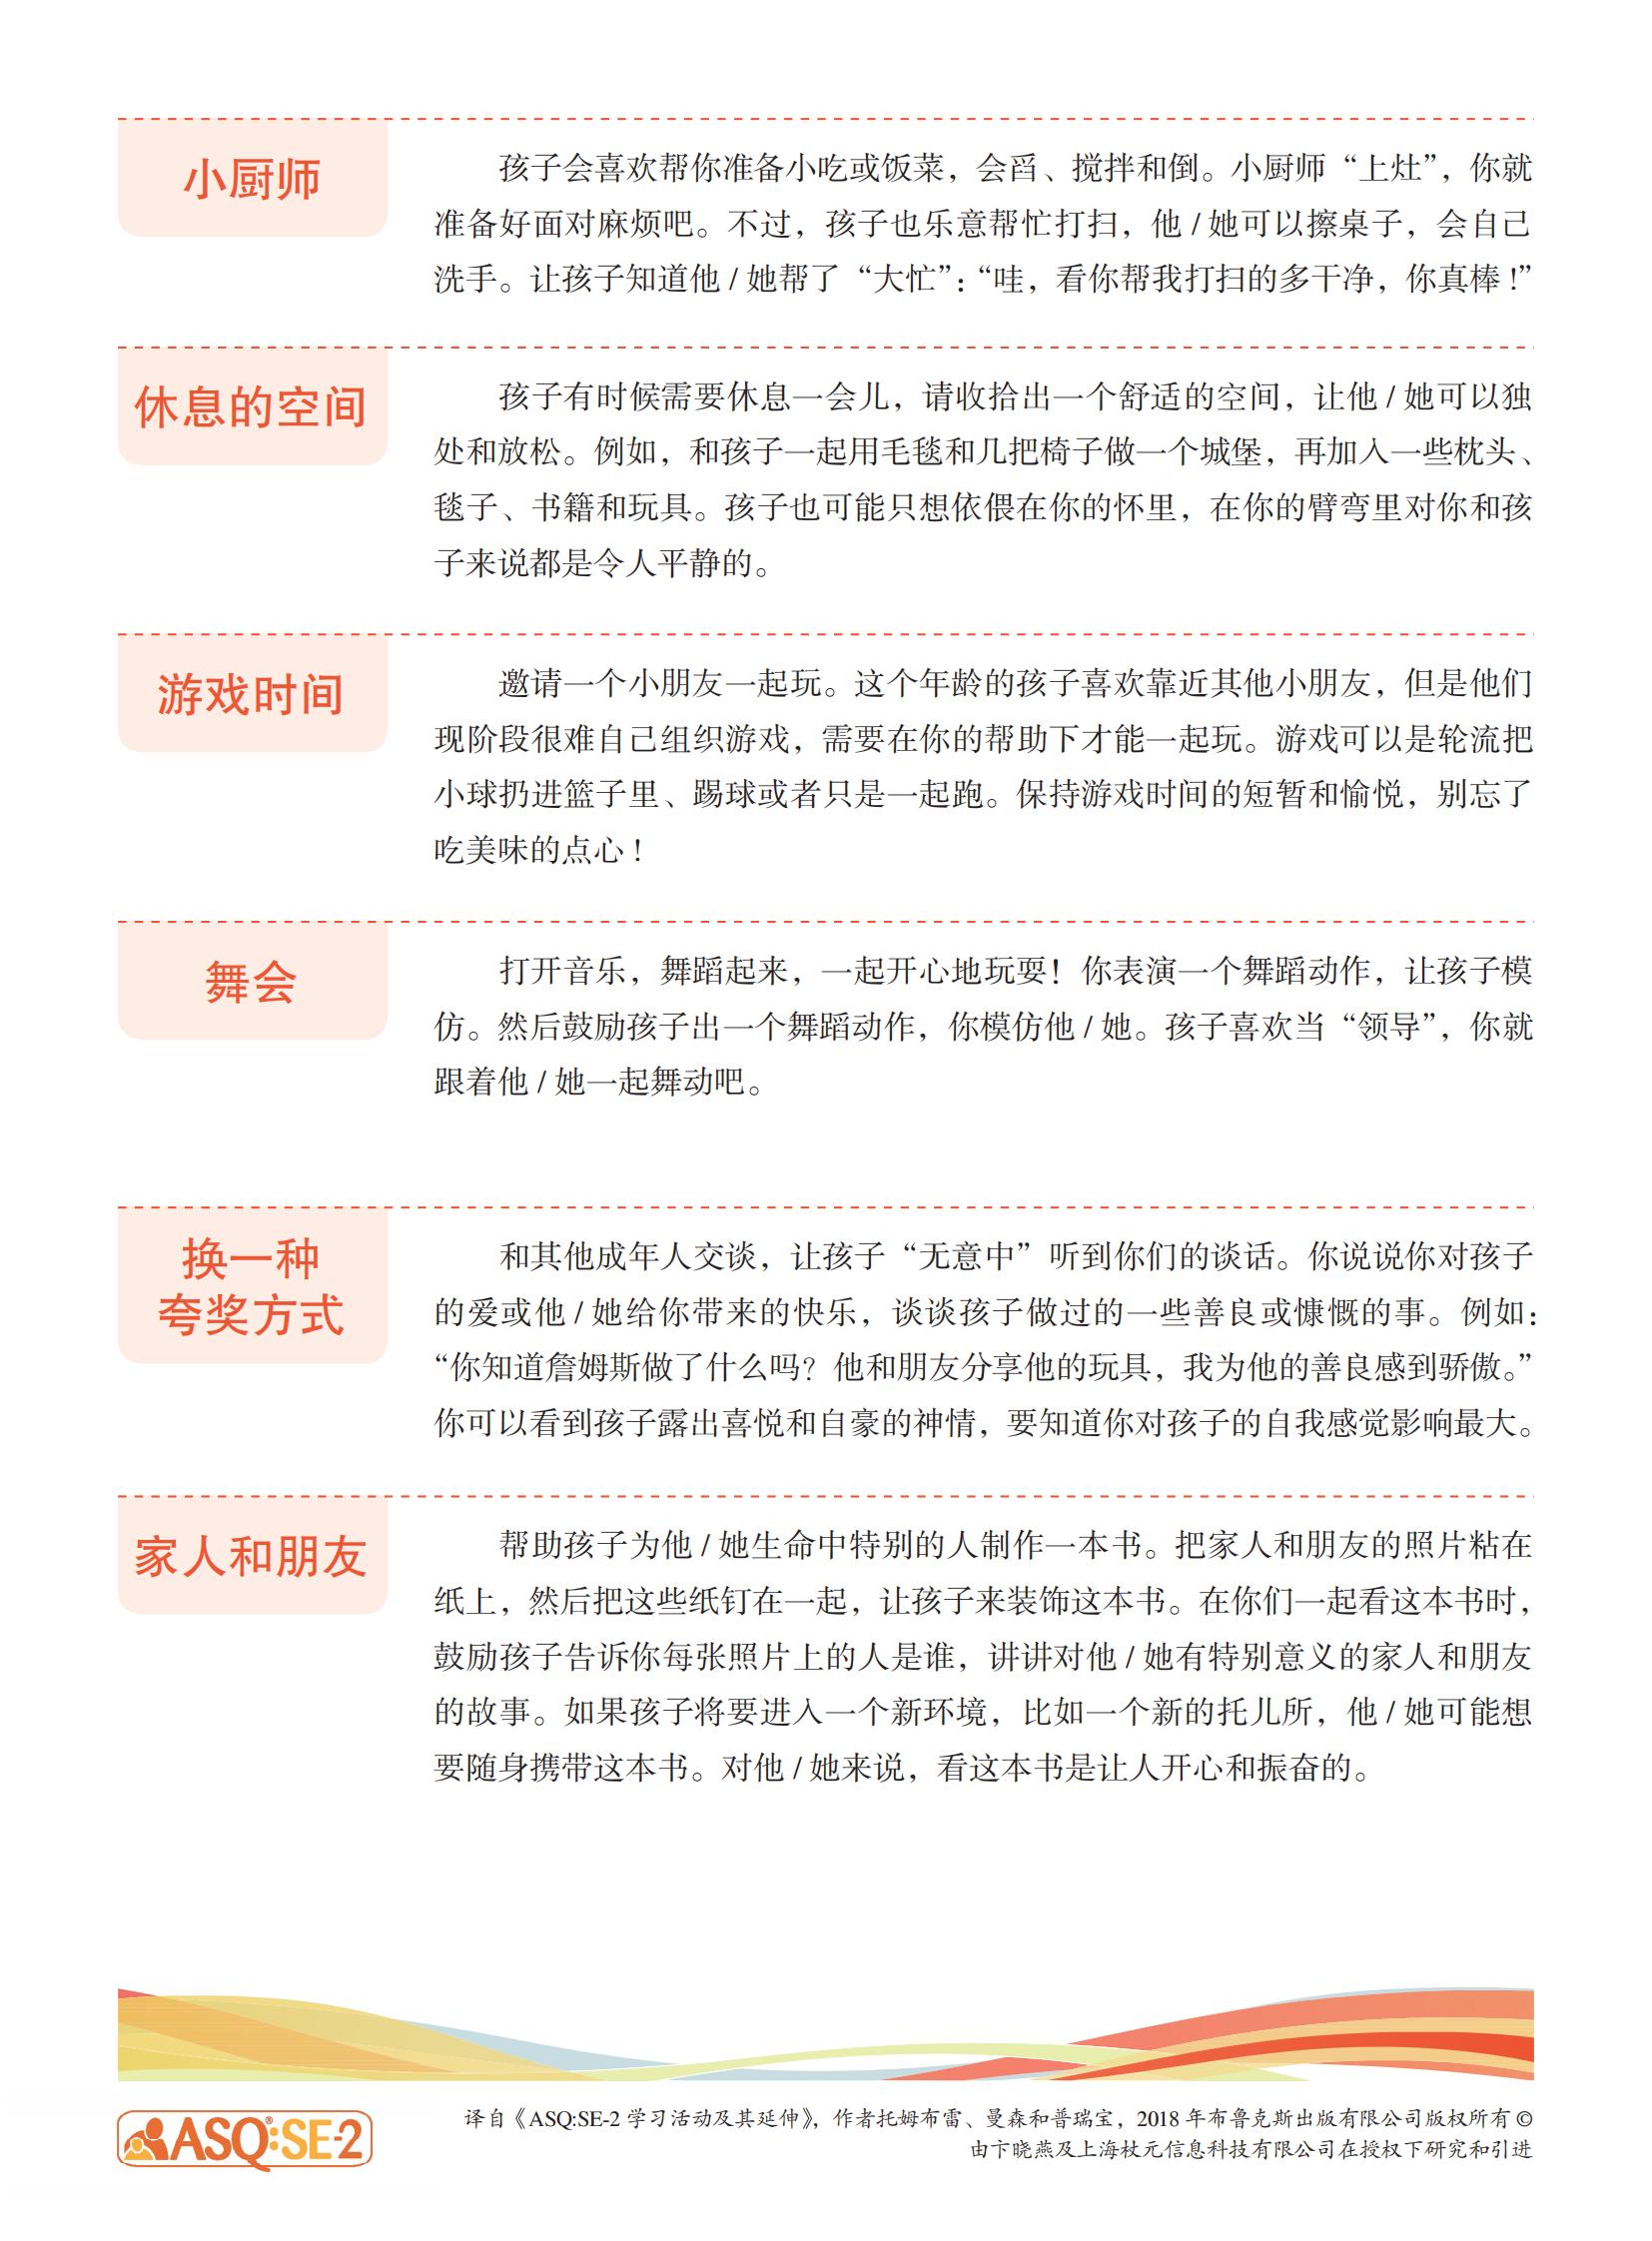 小厨师
孩子会喜欢帮你准备小吃或饭菜，会舀、搅拌和倒。小厨师“上灶”，你就
准备好面对麻烦吧。不过，孩子也乐意帮忙打扫，他 / 她可以擦桌子，会自己
洗手。让孩子知道他 / 她帮了“大忙”：“哇，看你帮我打扫的多干净，你真棒！”
休息的空间
孩子有时候需要休息一会儿，请收拾出一个舒适的空间，让他 / 她可以独
处和放松。例如，和孩子一起用毛毯和几把椅子做一个城堡，再加入一些枕头、
毯子、书籍和玩具。孩子也可能只想依偎在你的怀里，在你的臂弯里对你和孩
子来说都是令人平静的。
游戏时间
邀请一个小朋友一起玩。这个年龄的孩子喜欢靠近其他小朋友，但是他们
现阶段很难自己组织游戏，需要在你的帮助下才能一起玩。游戏可以是轮流把
小球扔进篮子里、踢球或者只是一起跑。保持游戏时间的短暂和愉悦，别忘了
吃美味的点心！
舞会
打开音乐，舞蹈起来，一起开心地玩耍！你表演一个舞蹈动作，让孩子模
仿。然后鼓励孩子出一个舞蹈动作，你模仿他 / 她。孩子喜欢当“领导”，你就
跟着他 / 她一起舞动吧。
换一种
夸奖方式
和其他成年人交谈，让孩子“无意中”听到你们的谈话。你说说你对孩子
的爱或他 / 她给你带来的快乐，谈谈孩子做过的一些善良或慷慨的事。例如：
“你知道詹姆斯做了什么吗？他和朋友分享他的玩具，我为他的善良感到骄傲。”
你可以看到孩子露出喜悦和自豪的神情，要知道你对孩子的自我感觉影响最大。
家人和朋友
帮助孩子为他 / 她生命中特别的人制作一本书。把家人和朋友的照片粘在
纸上，然后把这些纸钉在一起，让孩子来装饰这本书。在你们一起看这本书时，
鼓励孩子告诉你每张照片上的人是谁，讲讲对他 / 她有特别意义的家人和朋友
的故事。如果孩子将要进入一个新环境，比如一个新的托儿所，他 / 她可能想
要随身携带这本书。对他 / 她来说，看这本书是让人开心和振奋的。
ASQ®:SE-2
译自《ASQ:SE-2 学习活动及其延伸》，作者托姆布雷、曼森和普瑞宝，2018 年布鲁克斯出版有限公司版权所有 ©
由卞晓燕及上海杖元信息科技有限公司在授权下研究和引进